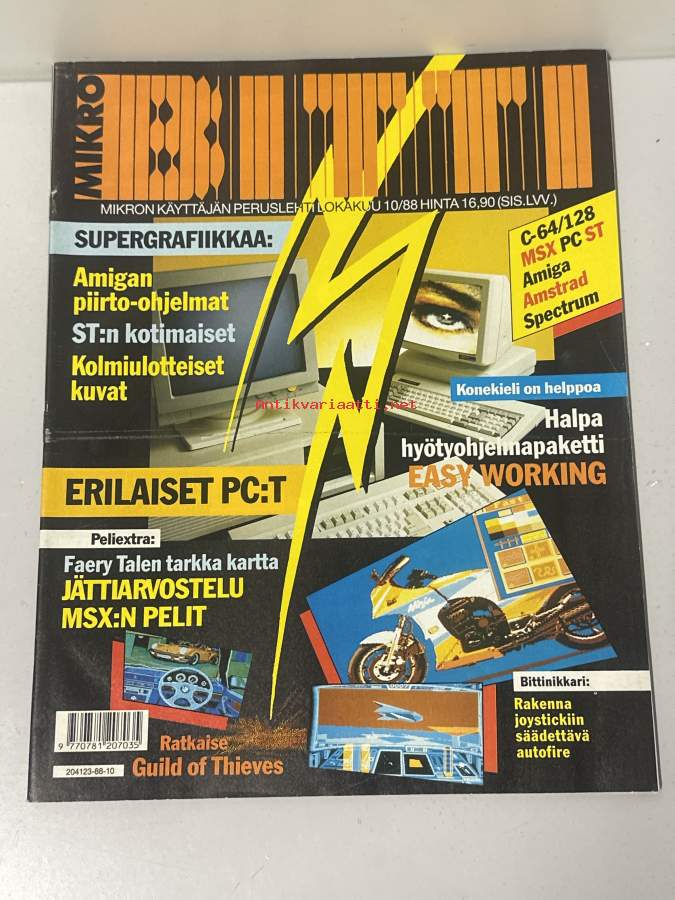 MIKRO
BITTI
MIKRON KÄYTTÄJÄN PERUSLEHTI LOKAKUU 10/88 HINTA 16,90 (SIS.LVV.)
SUPERGRAFIIKKAA:
Amigan
piirto-ohjelmat
ST:n kotimaiset
Kolmiulotteiset
kuvat
C-64/128
MSX PC ST
Amiga
Amstrad
Spectrum
Konekieli on helppoa
Antikvariaatti.net
Halpa
hyötyohjelmapaketti
EASY WORKING
ERILAISET PC:T
Peliextra:
Faery Talen tarkka kartta
JÄTTIARVOSTELU
MSX:N PELIT
Ninja
Bittinikkari:
Rakenna
joystickiin
säädettävä
autofire
Ratkaise
Guild of Thieves
9 770781 207035
204123-88-10